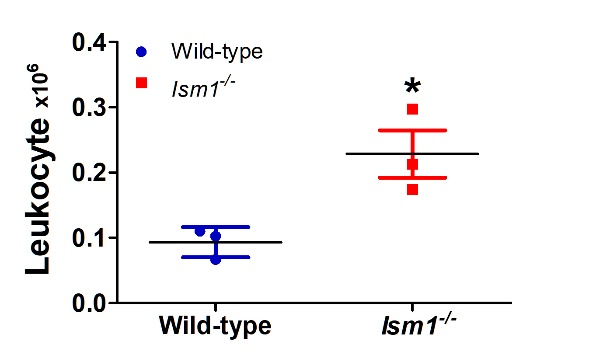 Leukocyte x10⁶
0.4
0.3
0.2
0.1
0.0
Wild-type
Ism1⁻/⁻
*
Wild-type
Ism1⁻/⁻